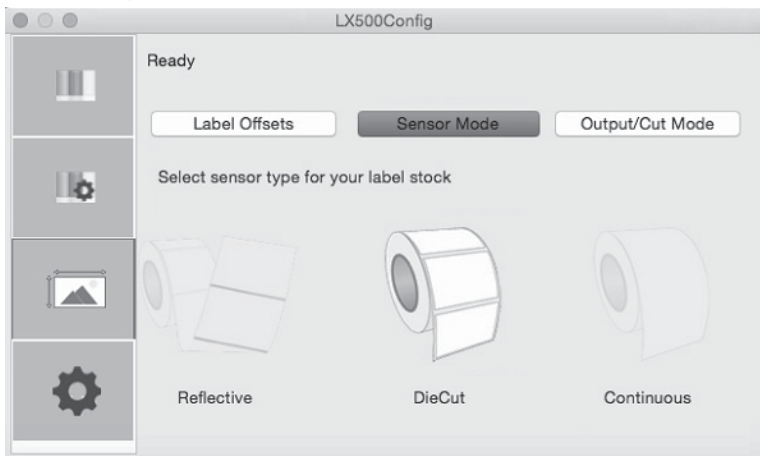 LX500Config
Ready
Label Offsets Sensor Mode Output/Cut Mode
Select sensor type for your label stock
Reflective DieCut Continuous